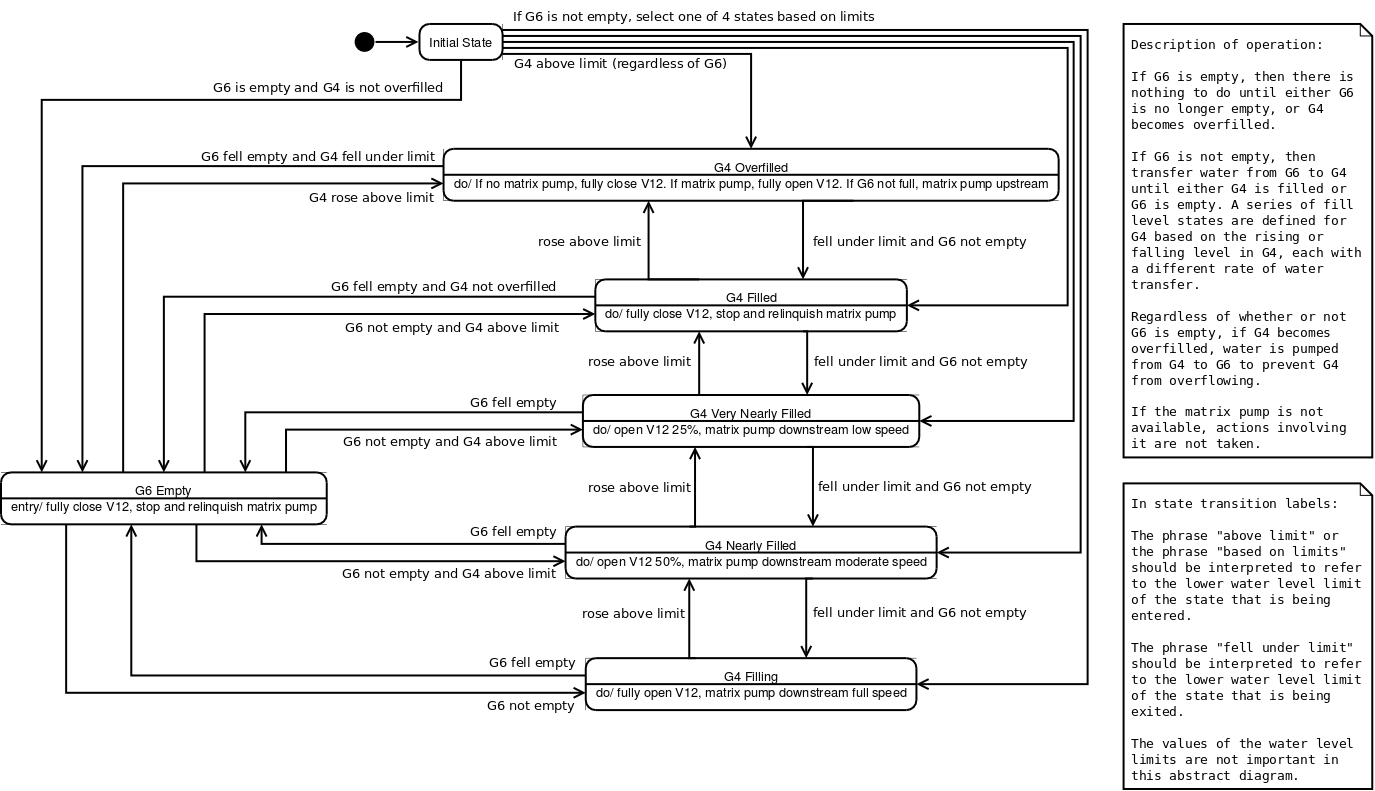 If G6 is not empty, select one of 4 states based on limits
Initial State
G4 above limit (regardless of G6)
G6 is empty and G4 is not overfilled
G6 fell empty and G4 fell under limit
G4 rose above limit
G4 Overfilled
do/ If no matrix pump, fully close V12. If matrix pump, fully open V12. If G6 not full, matrix pump upstream
rose above limit
fell under limit and G6 not empty
G6 fell empty and G4 not overfilled
G6 not empty and G4 above limit
G4 Filled
do/ fully close V12, stop and relinquish matrix pump
rose above limit
fell under limit and G6 not empty
G6 fell empty
G6 not empty and G4 above limit
G4 Very Nearly Filled
do/ open V12 25%, matrix pump downstream low speed
rose above limit
fell under limit and G6 not empty
G6 Empty
entry/ fully close V12, stop and relinquish matrix pump
G6 fell empty
G6 not empty and G4 above limit
G4 Nearly Filled
do/ open V12 50%, matrix pump downstream moderate speed
rose above limit
fell under limit and G6 not empty
G6 fell empty
G6 not empty
G4 Filling
do/ fully open V12, matrix pump downstream full speed
Description of operation:
If G6 is empty, then there is
nothing to do until either G6
is no longer empty, or G4
becomes overfilled.
If G6 is not empty, then
transfer water from G6 to G4
until either G4 is filled or
G6 is empty. A series of fill
level states are defined for
G4 based on the rising or
falling level in G4, each with
a different rate of water
transfer.
Regardless of whether or not
G6 is empty, if G4 becomes
overfilled, water is pumped
from G4 to G6 to prevent G4
from overflowing.
If the matrix pump is not
available, actions involving
it are not taken.
In state transition labels:
The phrase "above limit" or
the phrase "based on limits"
should be interpreted to refer
to the lower water level limit
of the state that is being
entered.
The phrase "fell under limit"
should be interpreted to refer
to the lower water level limit
of the state that is being
exited.
The values of the water level
limits are not important in
this abstract diagram.